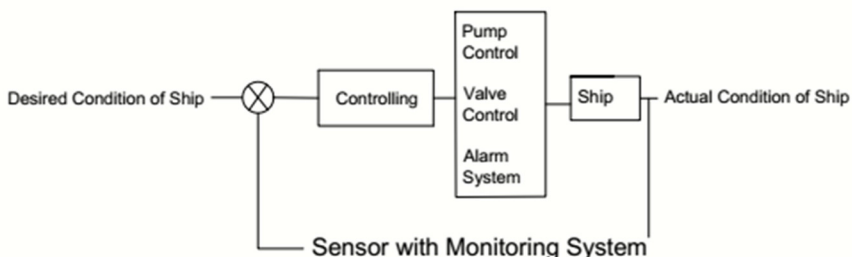 Desired Condition of Ship
Controlling
Pump
Control
Valve
Control
Alarm
System
Ship
Actual Condition of Ship
Sensor with Monitoring System